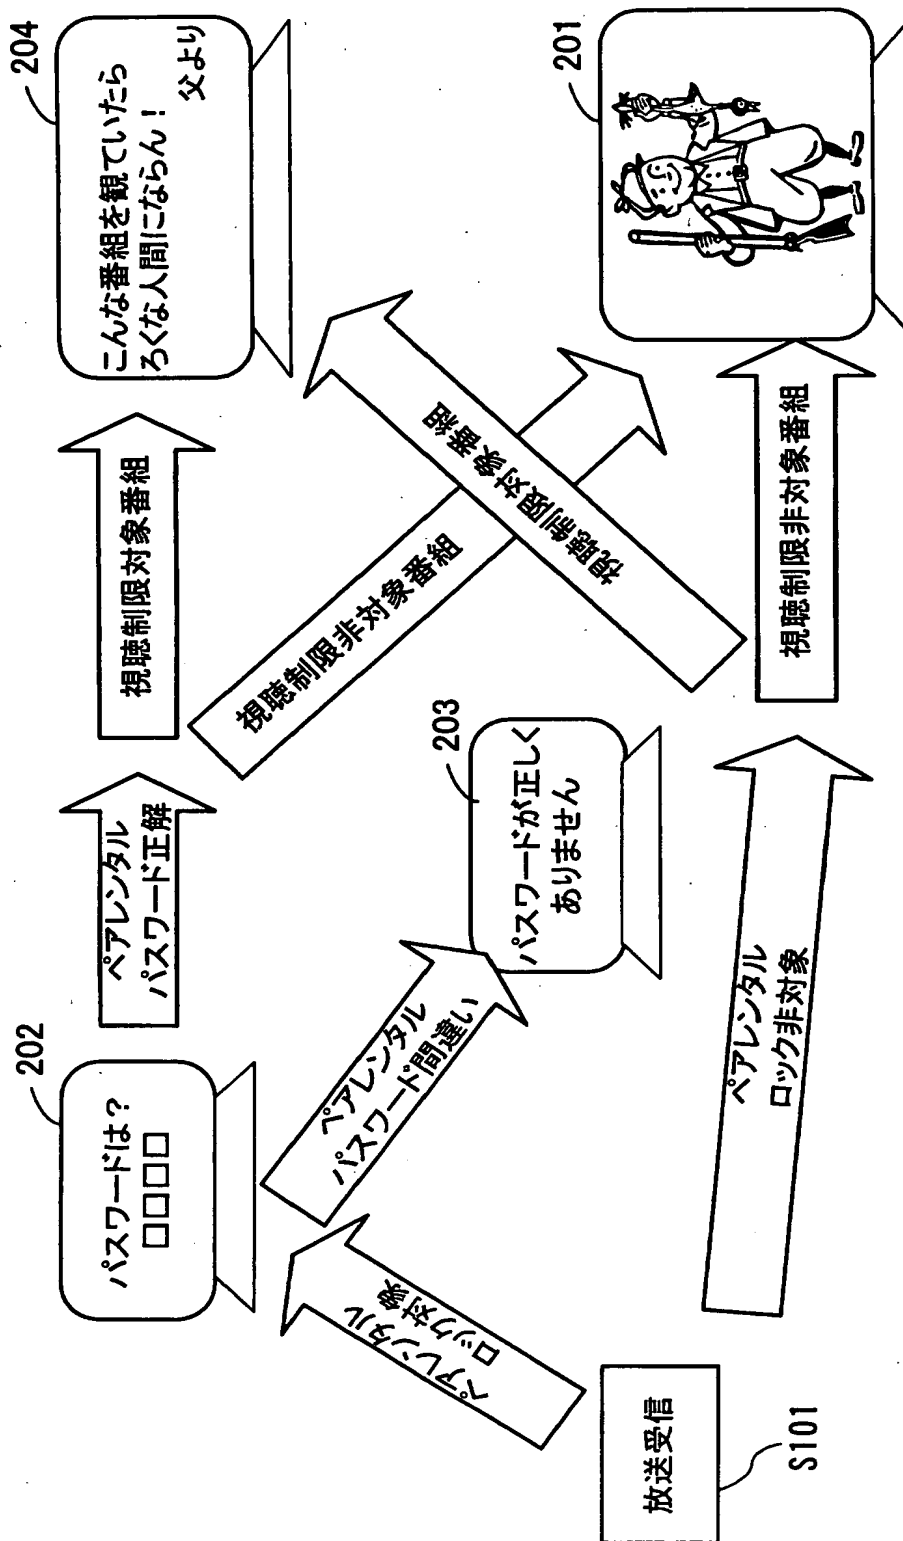 放送受信
S101
ペアレンタル
ロック対象
ペアレンタル
ロック非対象
202
パスワードは？
□□□□
ペアレンタル
パスワード正解
ペアレンタル
パスワード間違い
203
パスワードが正しく
ありません
視聴制限対象番組
視聴制限非対象番組
視聴制限対象番組
視聴制限非対象番組
204
こんな番組を観ていたら
ろくな人間にならん！
父より
201